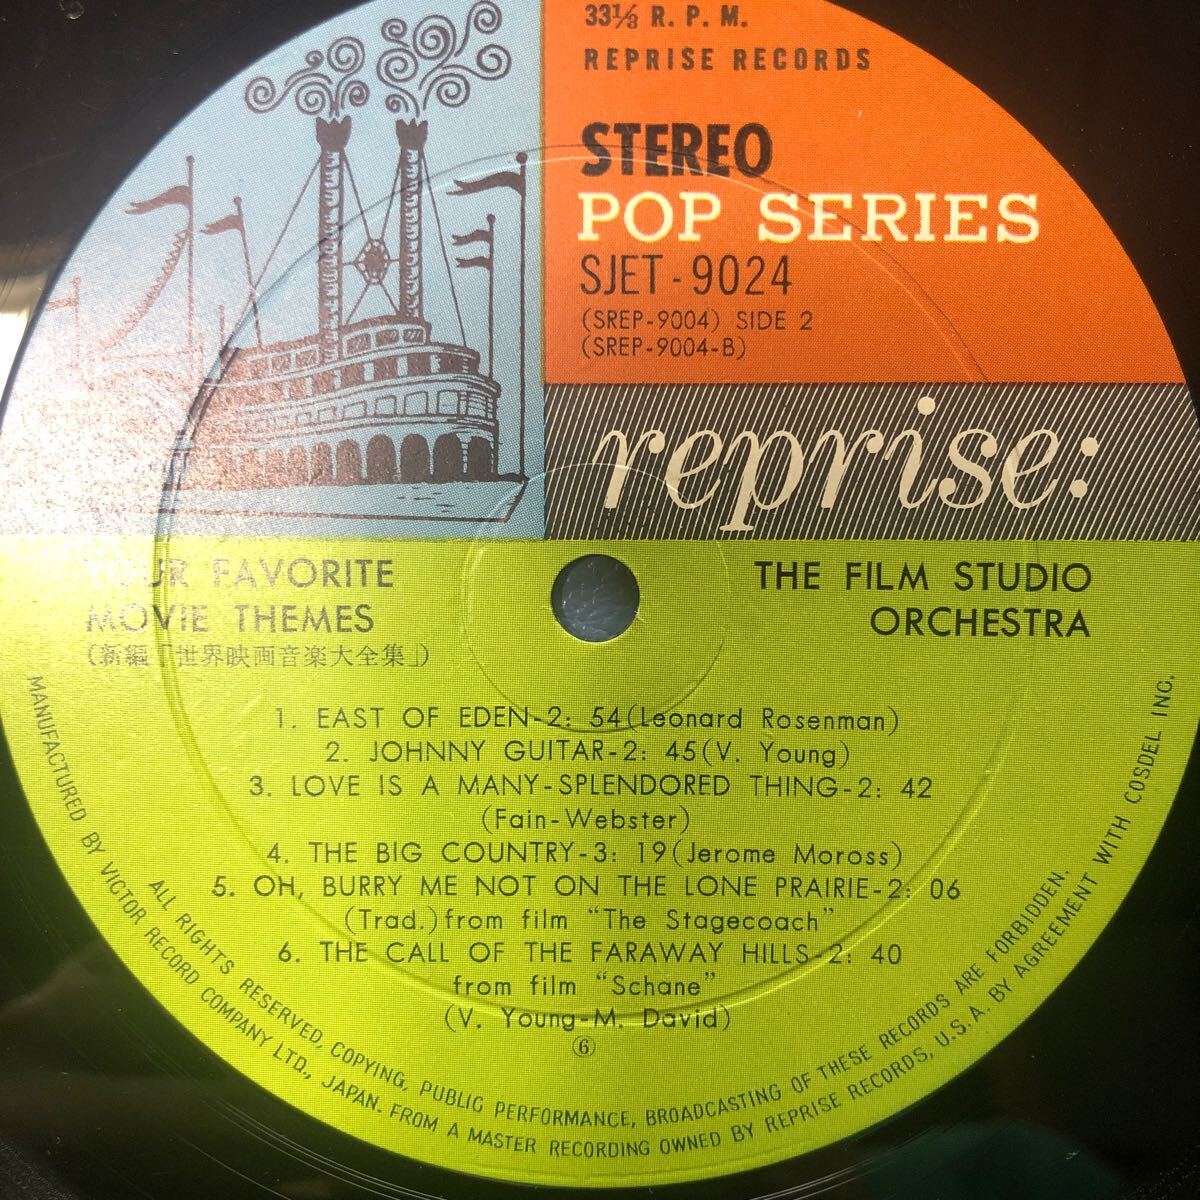 33⅓ R. P. M.
REPRISE RECORDS
STEREO
POP SERIES
SJET-9024
(SREP-9004) SIDE 2
(SREP-9004-B)
reprise:
YOUR FAVORITE
MOVIE THEMES
(新編「世界映画音楽大全集」)
THE FILM STUDIO
ORCHESTRA
1. EAST OF EDEN-2: 54(Leonard Rosenman)
2. JOHNNY GUITAR-2: 45(V. Young)
3. LOVE IS A MANY-SPLENDORED THING-2: 42
(Fain-Webster)
4. THE BIG COUNTRY-3: 19(Jerome Moross)
5. OH, BURRY ME NOT ON THE LONE PRAIRIE-2: 06
(Trad.)from film "The Stagecoach"
6. THE CALL OF THE FARAWAY HILLS-2: 40
from film "Schane"
(V. Young-M. David)
⑥
ALL RIGHTS RESERVED, COPYING, PUBLIC PERFORMANCE, BROADCASTING OF THESE RECORDS ARE FORBIDDEN.
MANUFACTURED BY VICTOR RECORD COMPANY LTD., JAPAN. FROM A MASTER RECORDING OWNED BY REPRISE RECORDS, U.S.A. BY AGREEMENT WITH COSDEL INC.